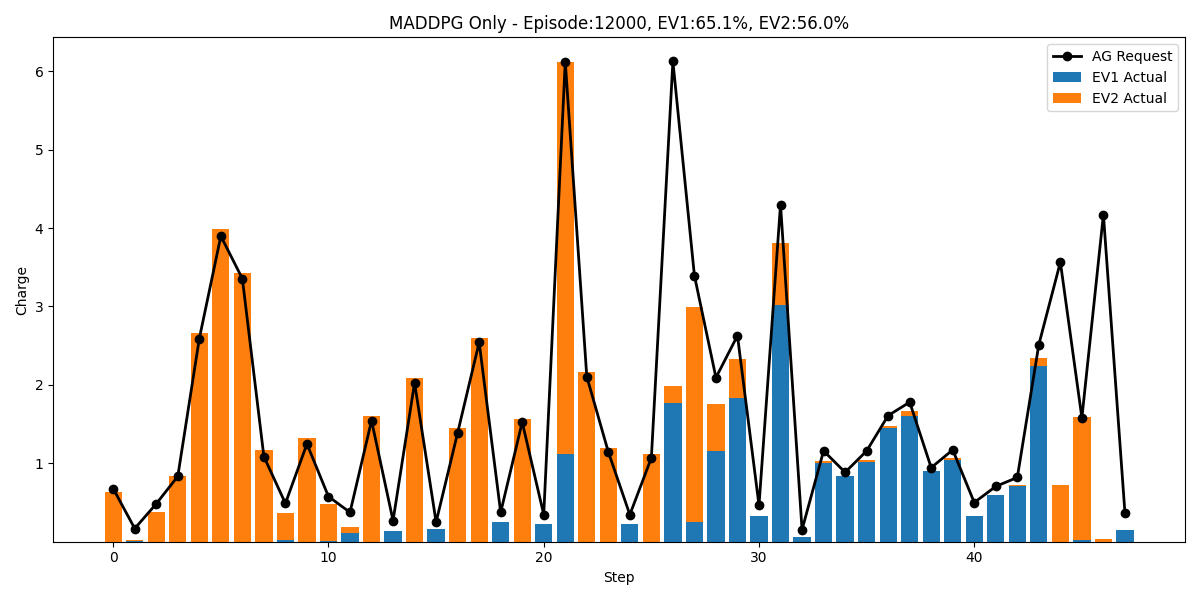 MADDPG Only - Episode:12000, EV1:65.1%, EV2:56.0%
AG Request
EV1 Actual
EV2 Actual
Charge
6
5
4
3
2
1
0
10
20
30
40
Step